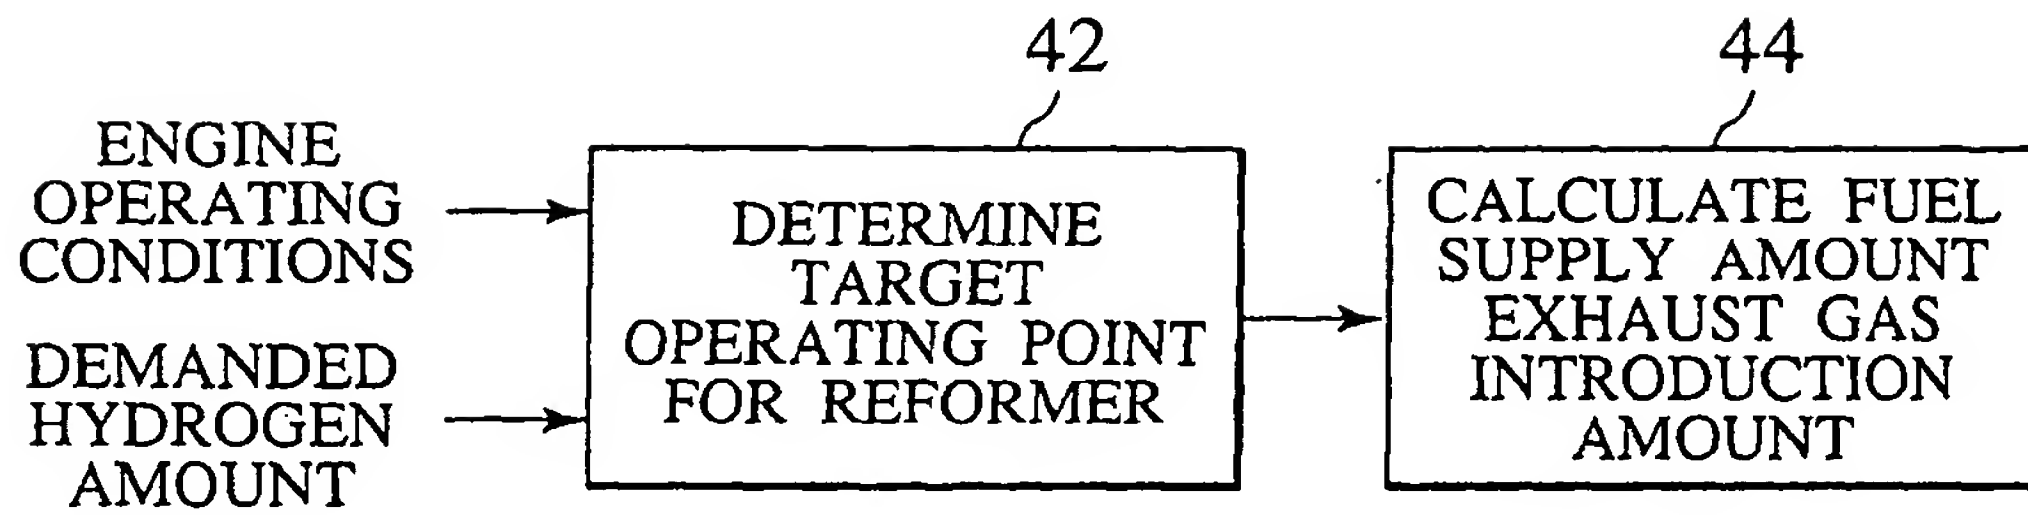 42
44
ENGINE
OPERATING
CONDITIONS
DEMANDED
HYDROGEN
AMOUNT
DETERMINE
TARGET
OPERATING POINT
FOR REFORMER
CALCULATE FUEL
SUPPLY AMOUNT
EXHAUST GAS
INTRODUCTION
AMOUNT